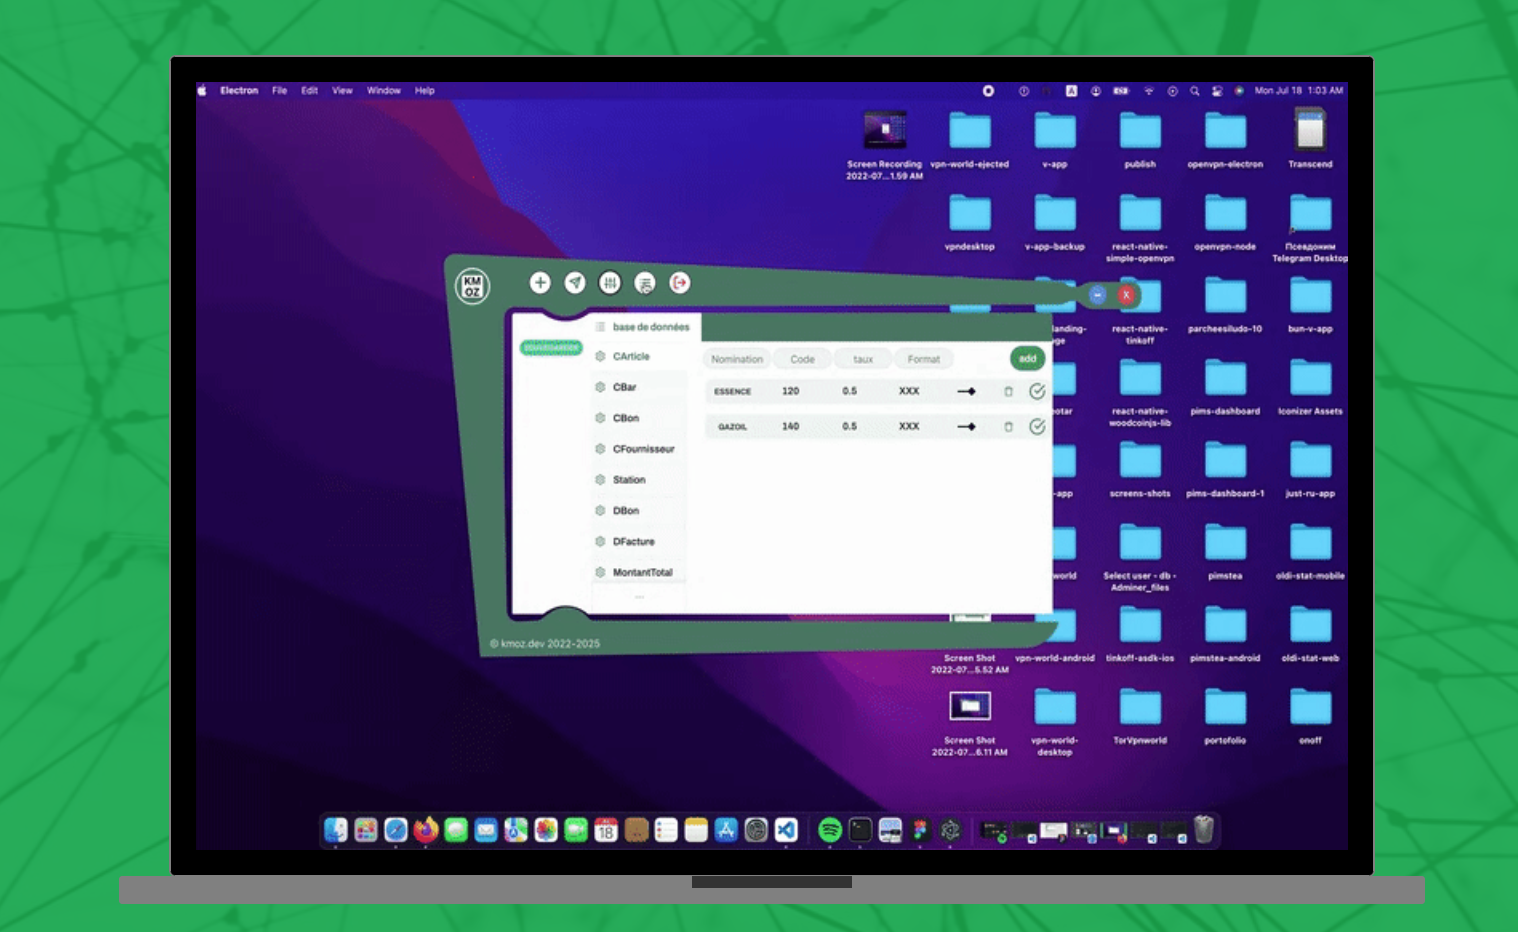 Electron File Edit View Window Help
Mon Jul 18 1:03 AM
Screen Recording
2022-07...1.59 AM
vpn-world-ejected
v-app
publish
openvpn-electron
Transcend
vpndesktop
v-app-backup
react-native-
simple-openvpn
openvpn-node
Псевдоним
Telegram Desktop
KM
OZ
X
landing-
react-native-
tinkoff
parcheesiludo-10
bun-v-app
base de données
CArticle
CBar
CBon
CFournisseur
Station
DBon
DFacture
MontantTotal
...
Nomination Code taux Format add
ESSENCE 120 0.5 XXX
GAZOIL 140 0.5 XXX
react-native-
woodcoinjs-lib
pims-dashboard
Iconizer Assets
-app
screens-shots
pims-dashboard-1
just-ru-app
world
Select user - db -
Adminer_files
pimstea
oldi-stat-mobile
© kmoz.dev 2022-2025
Screen Shot
2022-07...5.52 AM
vpn-world-android
tinkoff-asdk-ios
pimstea-android
oldi-stat-web
Screen Shot
2022-07...6.11 AM
vpn-world-
desktop
TorVpnworld
portofolio
onoff
18